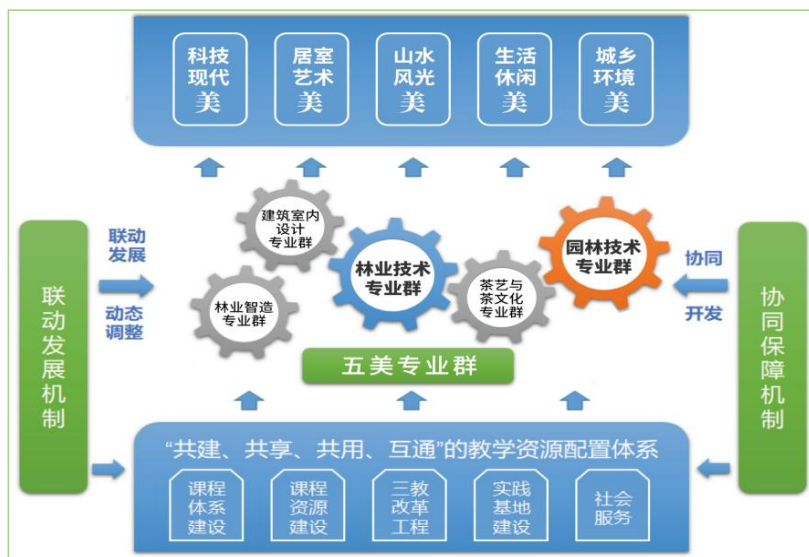 科技
现代
美
居室
艺术
美
山水
风光
美
生活
休闲
美
城乡
环境
美
建筑室内
设计
专业群
林业技术
专业群
园林技术
专业群
林业智造
专业群
茶艺与
茶文化
专业群
联动
发展
动态
调整
协同
开发
联动发展机制
协同保障机制
五美专业群
“共建、共享、共用、互通”的教学资源配置体系
课程
体系
建设
课程
资源
建设
三教
改革
工程
实践
基地
建设
社会
服务